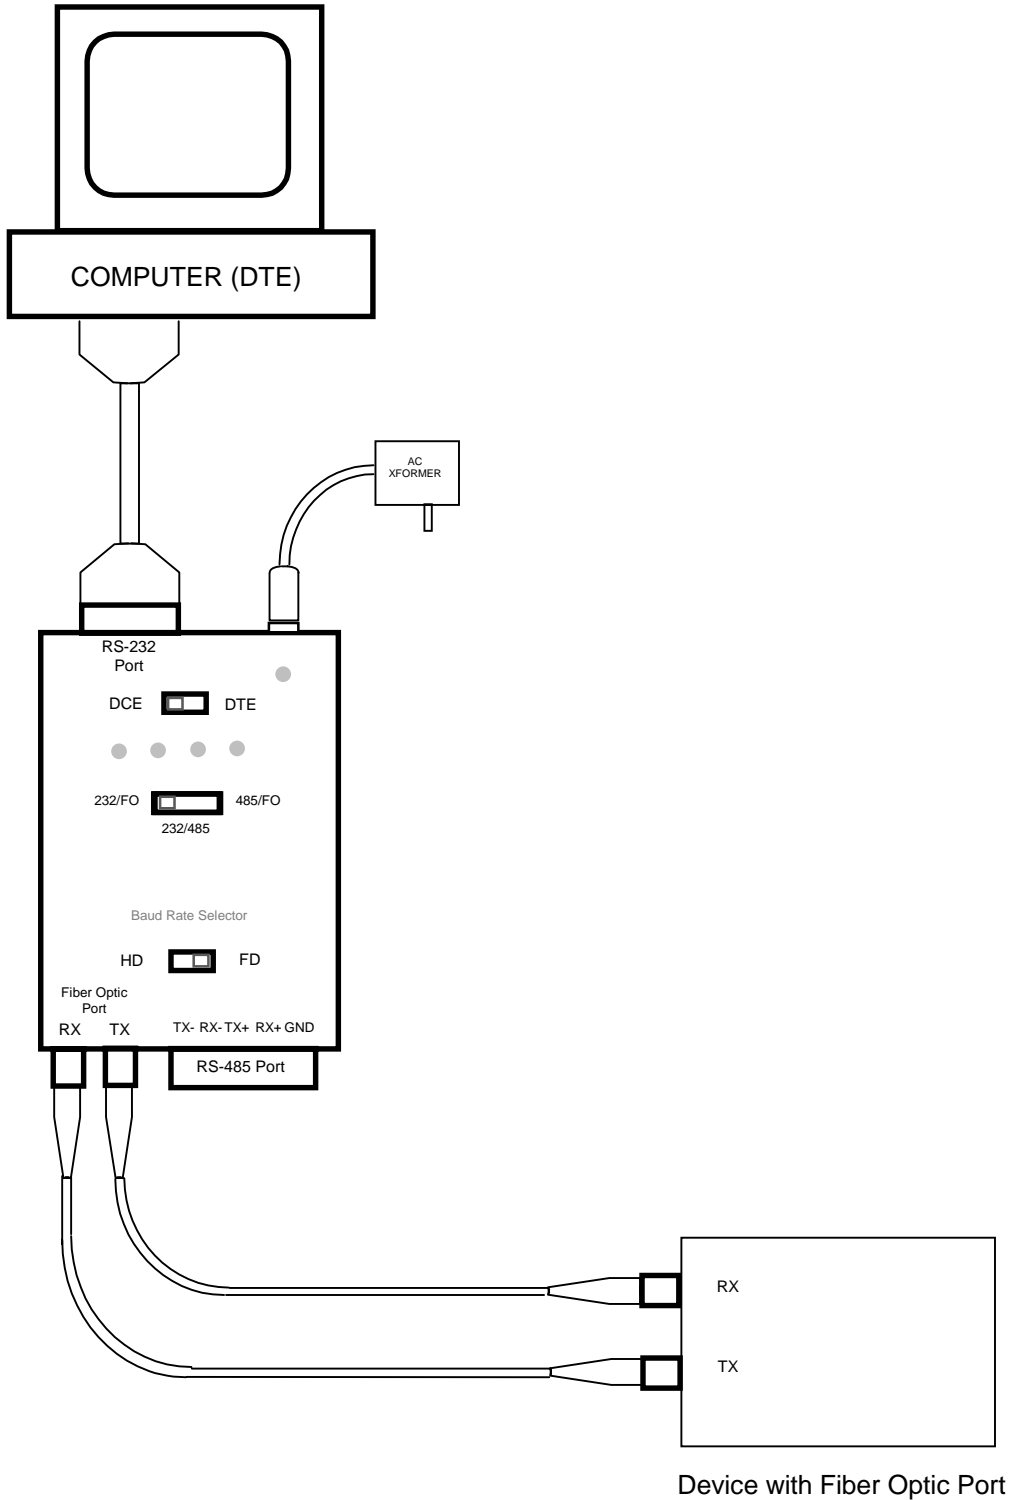 COMPUTER (DTE)
AC
XFORMER
RS-232
Port
DCE DTE
232/FO 485/FO
232/485
Baud Rate Selector
HD FD
Fiber Optic
Port
RX TX TX- RX- TX+ RX+ GND
RS-485 Port
RX
TX
Device with Fiber Optic Port